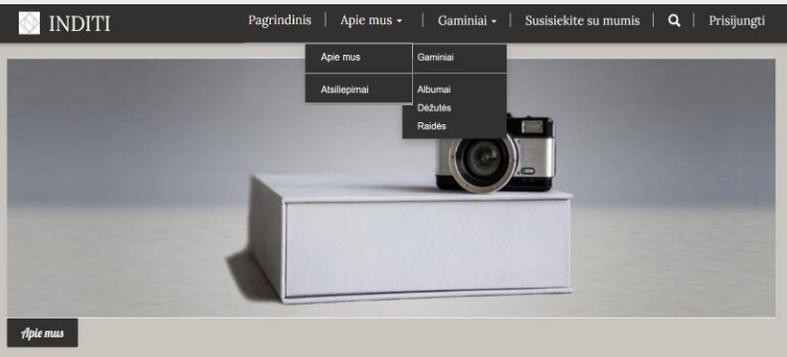 INDITI
Pagrindinis | Apie mus | Gaminiai | Susisiekite su mumis | | Prisijungti
Apie mus
Atsiliepimai
Gaminiai
Albumai
Dėžutės
Raidės
Apie mus